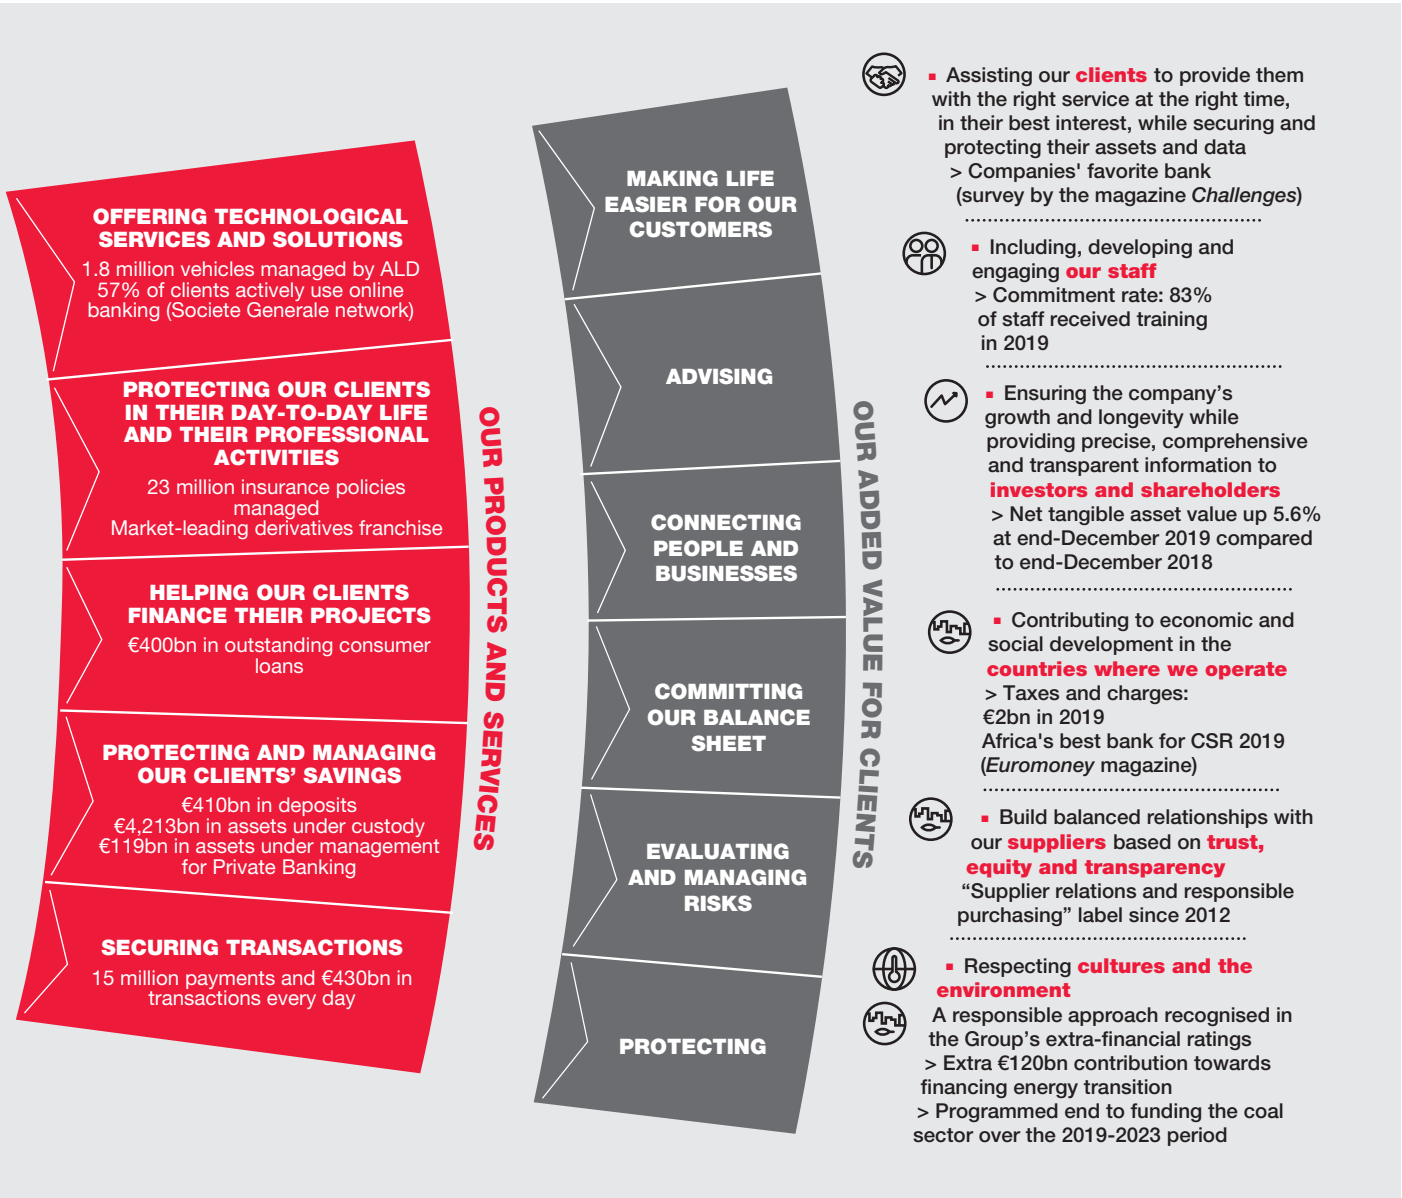 OFFERING TECHNOLOGICAL
SERVICES AND SOLUTIONS
1.8 million vehicles managed by ALD
57% of clients actively use online
banking (Societe Generale network)
PROTECTING OUR CLIENTS
IN THEIR DAY-TO-DAY LIFE
AND THEIR PROFESSIONAL
ACTIVITIES
23 million insurance policies
managed
Market-leading derivatives franchise
HELPING OUR CLIENTS
FINANCE THEIR PROJECTS
€400bn in outstanding consumer
loans
PROTECTING AND MANAGING
OUR CLIENTS’ SAVINGS
€410bn in deposits
€4,213bn in assets under custody
€119bn in assets under management
for Private Banking
SECURING TRANSACTIONS
15 million payments and €430bn in
transactions every day
OUR PRODUCTS AND SERVICES
MAKING LIFE
EASIER FOR OUR
CUSTOMERS
ADVISING
CONNECTING
PEOPLE AND
BUSINESSES
COMMITTING
OUR BALANCE
SHEET
EVALUATING
AND MANAGING
RISKS
PROTECTING
OUR ADDED VALUE FOR CLIENTS
▪ Assisting our clients to provide them
with the right service at the right time,
in their best interest, while securing and
protecting their assets and data
> Companies' favorite bank
(survey by the magazine Challenges)
▪ Including, developing and
engaging our staff
> Commitment rate: 83%
of staff received training
in 2019
▪ Ensuring the company’s
growth and longevity while
providing precise, comprehensive
and transparent information to
investors and shareholders
> Net tangible asset value up 5.6%
at end-December 2019 compared
to end-December 2018
▪ Contributing to economic and
social development in the
countries where we operate
> Taxes and charges:
€2bn in 2019
Africa's best bank for CSR 2019
(Euromoney magazine)
▪ Build balanced relationships with
our suppliers based on trust,
equity and transparency
“Supplier relations and responsible
purchasing” label since 2012
▪ Respecting cultures and the
environment
A responsible approach recognised in
the Group’s extra-financial ratings
> Extra €120bn contribution towards
financing energy transition
> Programmed end to funding the coal
sector over the 2019-2023 period